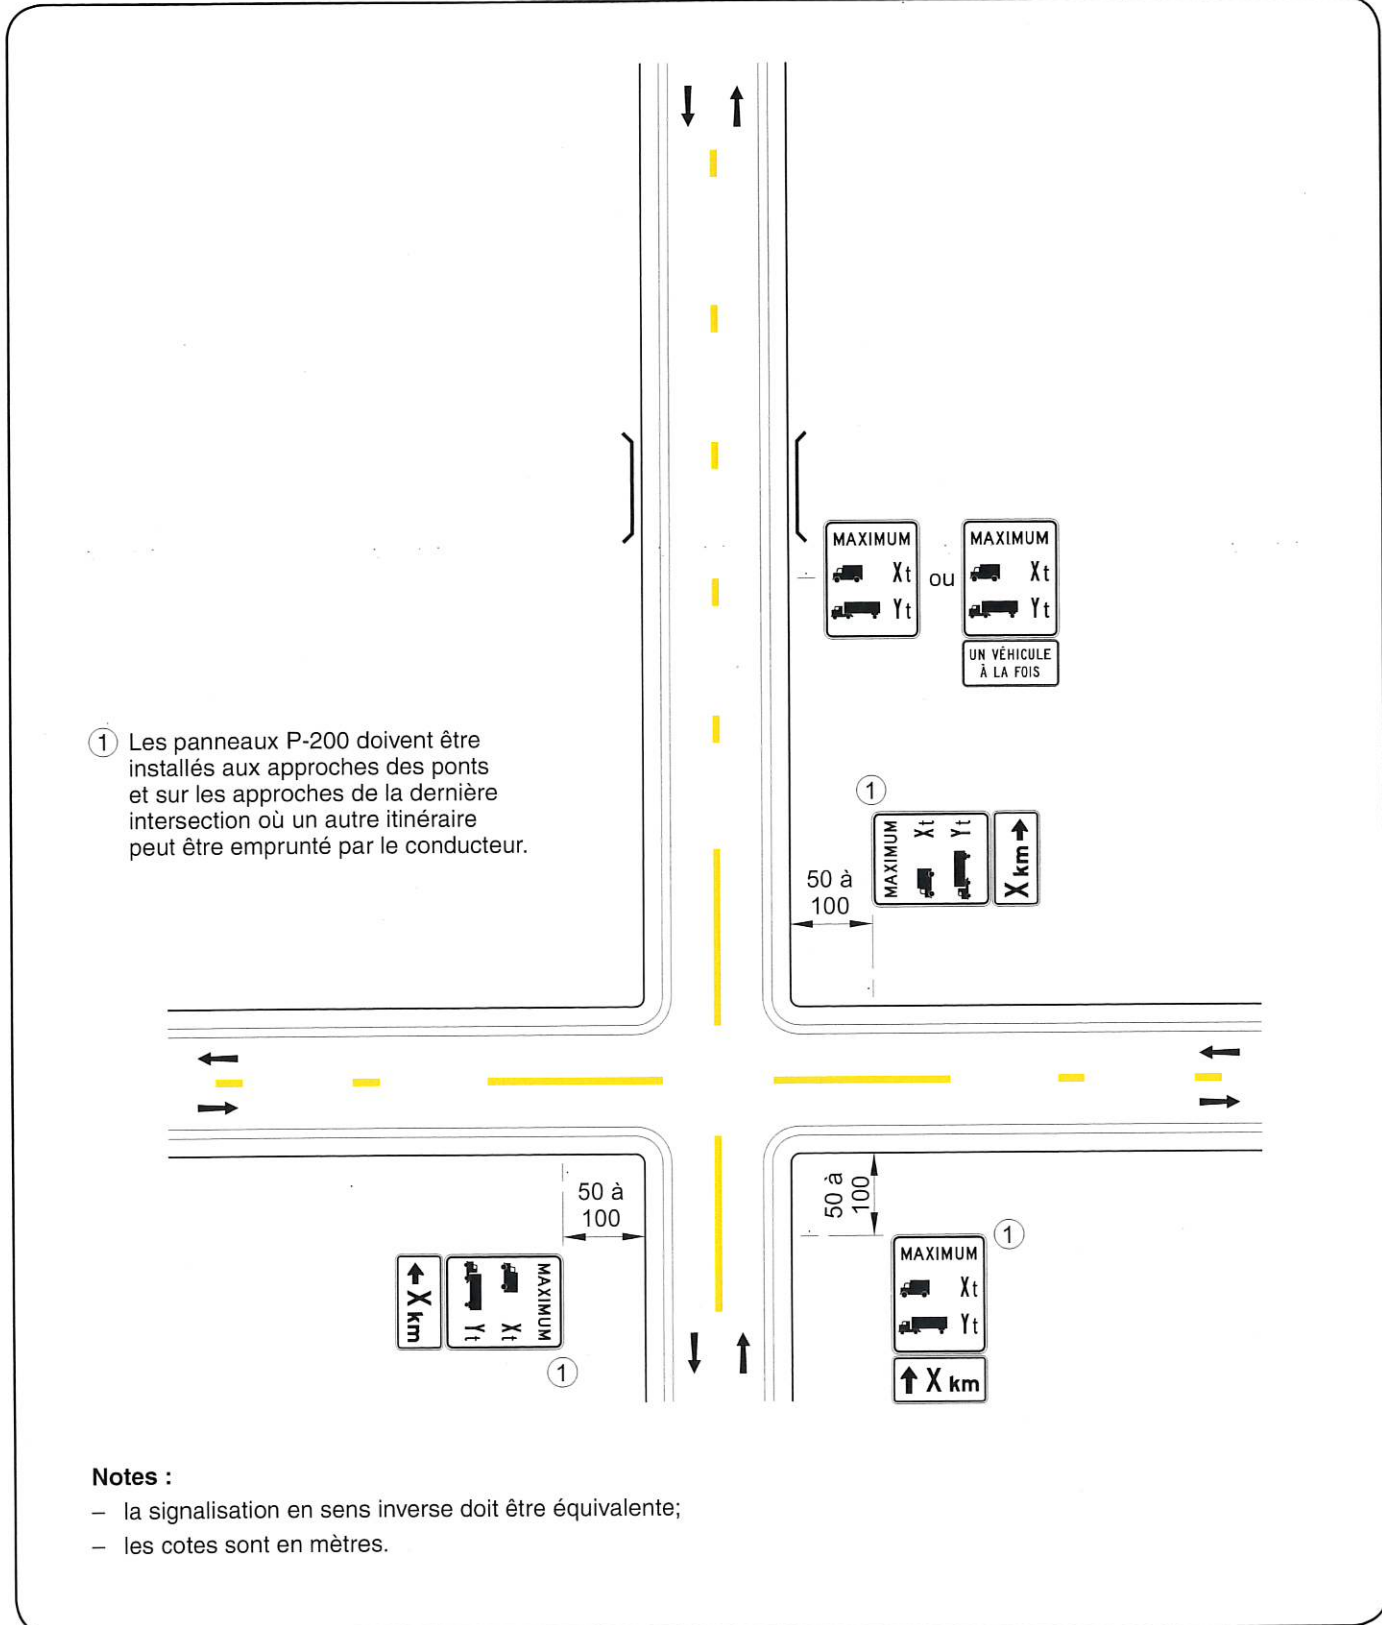 MAXIMUM
Xt
Yt
ou
MAXIMUM
Xt
Yt
UN VÉHICULE
À LA FOIS
1 Les panneaux P-200 doivent être
installés aux approches des ponts
et sur les approches de la dernière
intersection où un autre itinéraire
peut être emprunté par le conducteur.
1
MAXIMUM
Xt
Yt
X km
50 à
100
50 à
100
50 à
100
X km
MAXIMUM
Xt
Yt
1
1
MAXIMUM
Xt
Yt
X km
Notes :
– la signalisation en sens inverse doit être équivalente;
– les cotes sont en mètres.